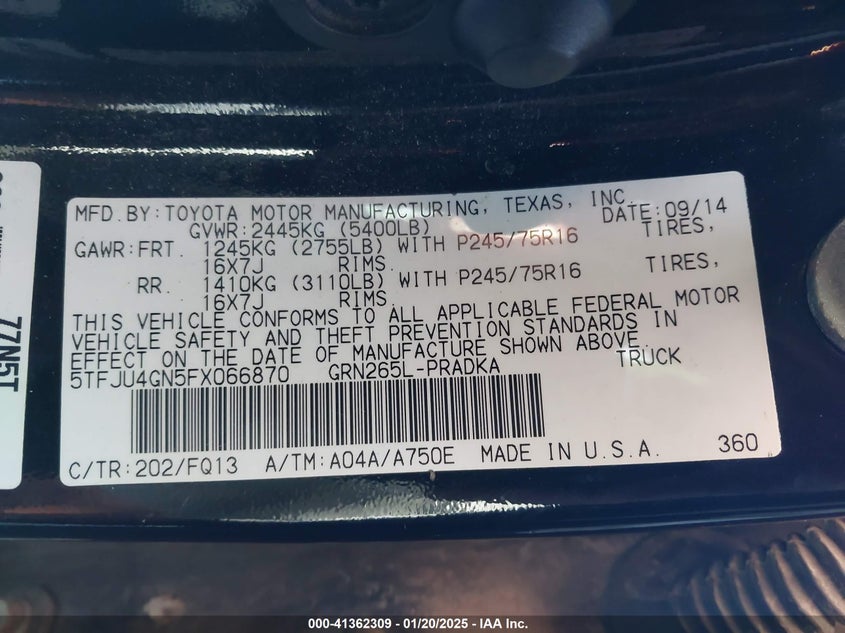 MFD.BY:TOYOTA MOTOR MANUFACTURING, TEXAS, INC. DATE:09/14
GVWR:2445KG (5400LB)
GAWR:FRT. 1245KG (2755LB) WITH P245/75R16 TIRES,
16X7J RIMS.
RR. 1410KG (3110LB) WITH P245/75R16 TIRES,
16X7J RIMS.
THIS VEHICLE CONFORMS TO ALL APPLICABLE FEDERAL MOTOR
VEHICLE SAFETY AND THEFT PREVENTION STANDARDS IN
EFFECT ON THE DATE OF MANUFACTURE SHOWN ABOVE.
5TFJU4GN5FX066870 GRN265L-PRADKA TRUCK
C/TR:202/FQ13 A/TM:A04A/A750E MADE IN U.S.A. 360
77N5T
000-41362309 | 01/20/2025 - IAA Inc.